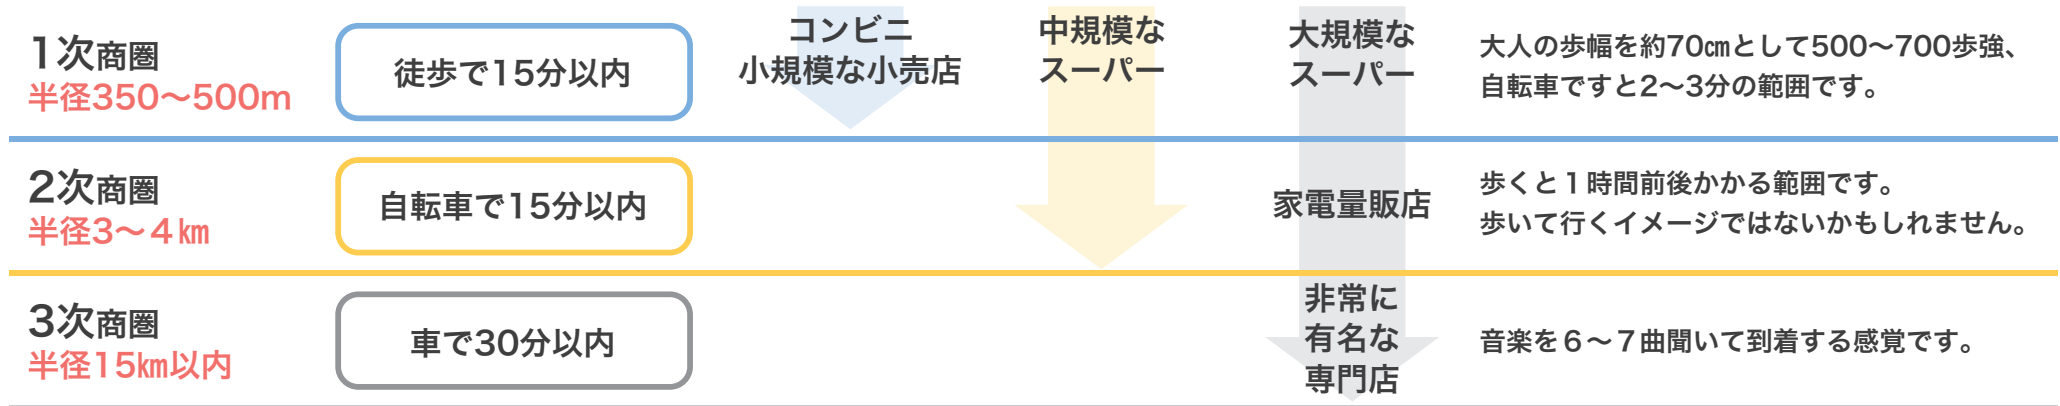 1次商圏
半径350〜500m
徒歩で15分以内
コンビニ
小規模な小売店
中規模な
スーパー
大規模な
スーパー
大人の歩幅を約70㎝として500〜700歩強、
自転車ですと2〜3分の範囲です。
2次商圏
半径3〜４㎞
自転車で15分以内
家電量販店
歩くと１時間前後かかる範囲です。
歩いて行くイメージではないかもしれません。
3次商圏
半径15㎞以内
車で30分以内
非常に
有名な
専門店
音楽を６〜７曲聞いて到着する感覚です。